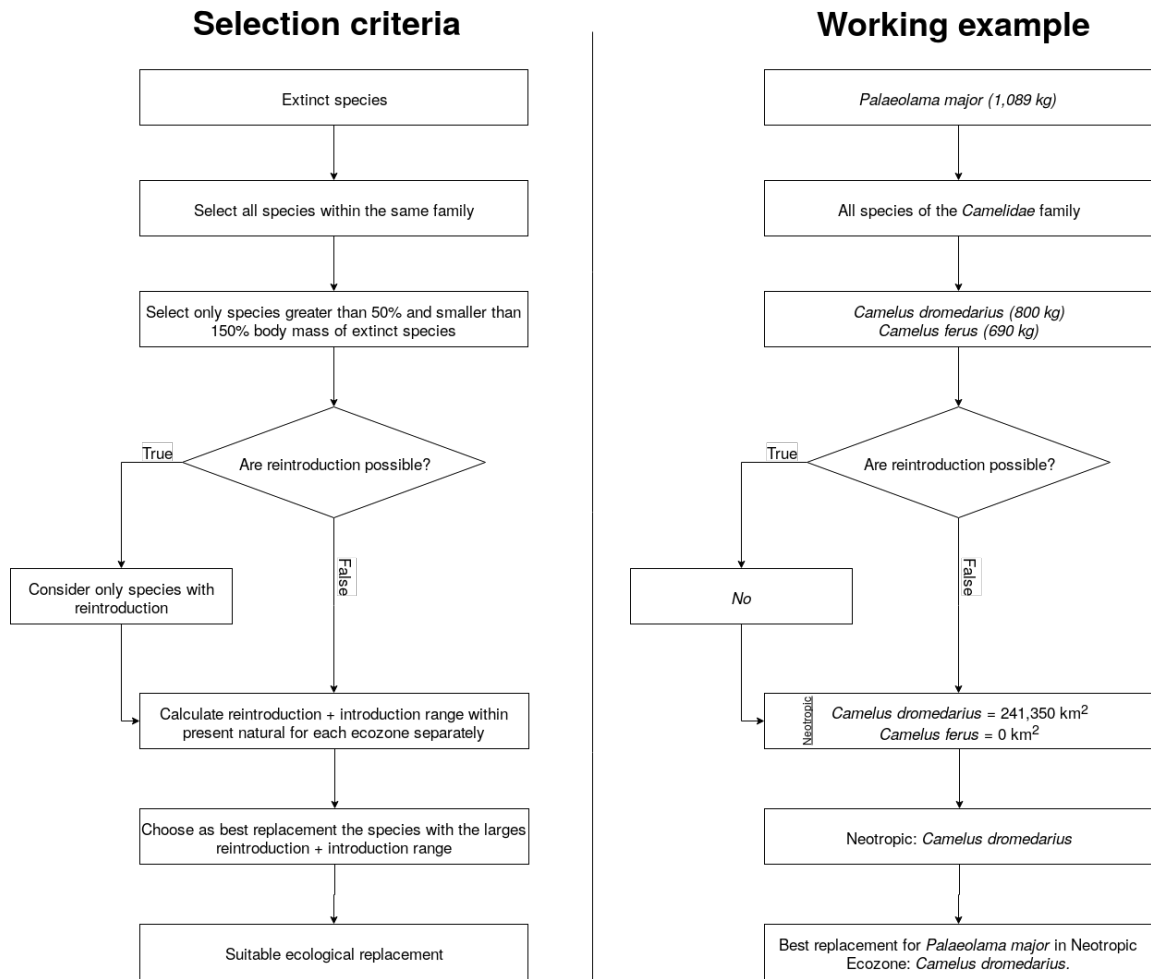 Selection criteria
Extinct species
Select all species within the same family
Select only species greater than 50% and smaller than
150% body mass of extinct species
Are reintroduction possible?
True
False
Consider only species with
reintroduction
Calculate reintroduction + introduction range within
present natural for each ecozone separately
Choose as best replacement the species with the larges
reintroduction + introduction range
Suitable ecological replacement
Working example
Palaeolama major (1,089 kg)
All species of the Camelidae family
Camelus dromedarius (800 kg)
Camelus ferus (690 kg)
Are reintroduction possible?
True
False
No
Neotropic
Camelus dromedarius = 241,350 km²
Camelus ferus = 0 km²
Neotropic: Camelus dromedarius
Best replacement for Palaeolama major in Neotropic
Ecozone: Camelus dromedarius.